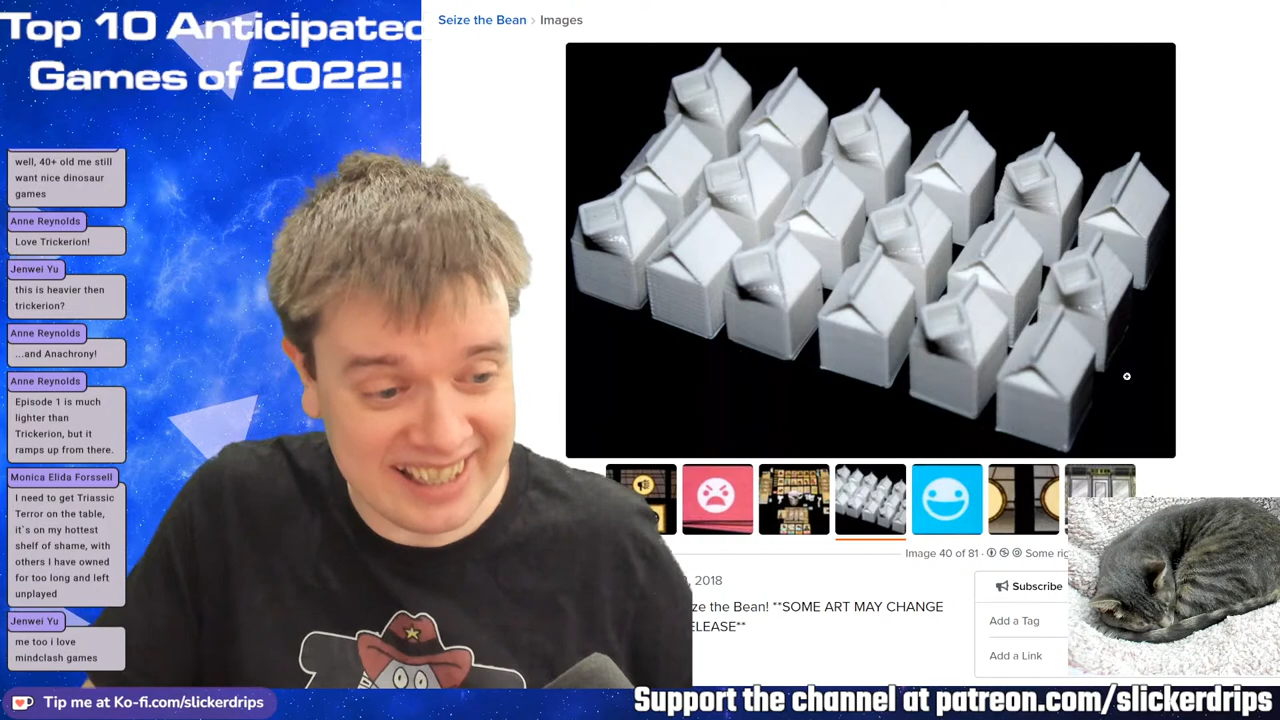 Top 10 Anticipated
Games of 2022!
well, 40+ old me still
want nice dinosaur
games
Anne Reynolds
Love Trickerion!
Jenwei Yu
this is heavier then
trickerion?
Anne Reynolds
...and Anachrony!
Anne Reynolds
Episode 1 is much
lighter than
Trickerion, but it
ramps up from there.
Monica Elida Forssell
I need to get Triassic
Terror on the table,
it`s on my hottest
shelf of shame, with
others I have owned
for too long and left
unplayed
Jenwei Yu
me too i love
mindclash games
Tip me at Ko-fi.com/slickerdrips
Seize the Bean › Images
Image 40 of 81 · Some
, 2018
the Bean! **SOME ART MAY CHANGE
Subscribe
Add a Tag
Add a Link
Support the channel at patreon.com/slickerdrips